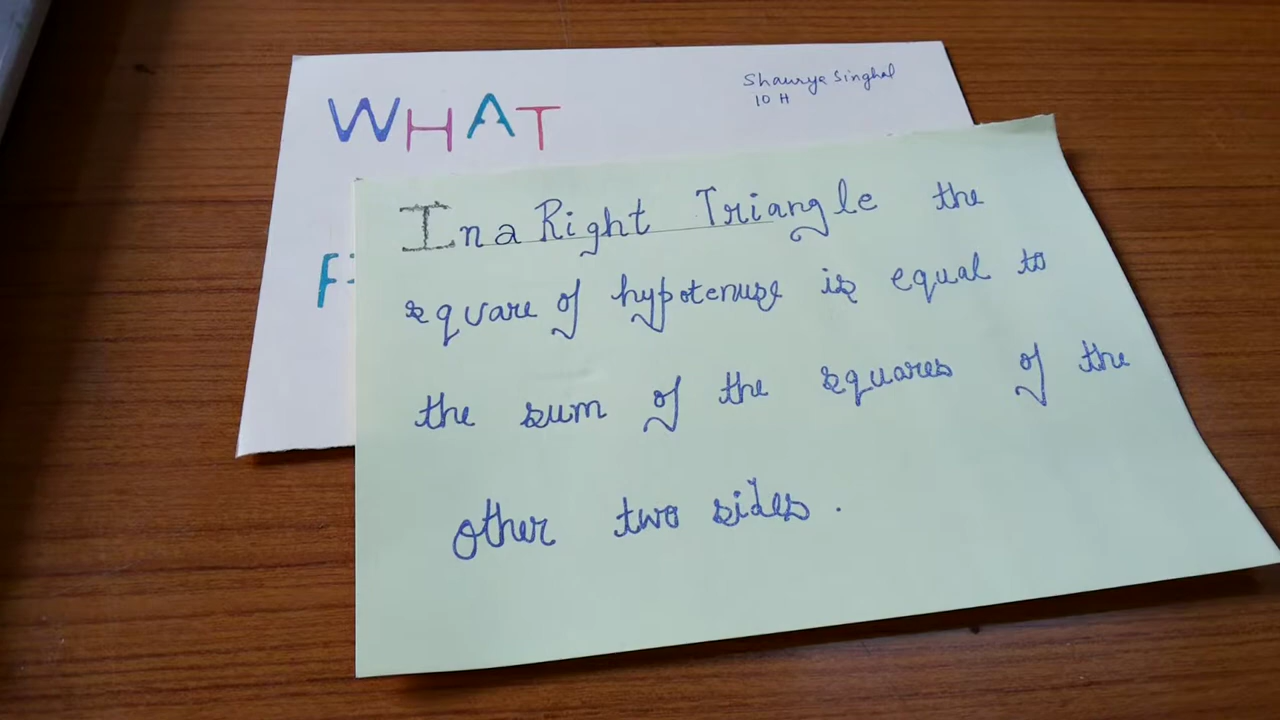 WHAT
Shaurya Singhal
10 H
In a Right Triangle the
square of hypotenuse is equal to
the sum of the squares of the
other two sides.